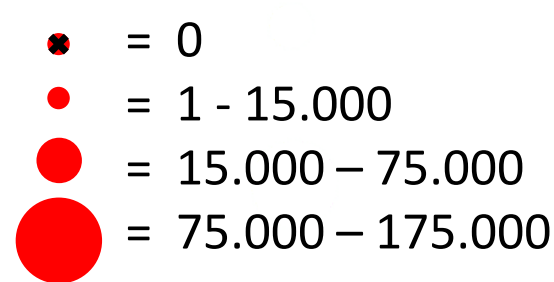 = 0
= 1 - 15.000
= 15.000 – 75.000
= 75.000 – 175.000